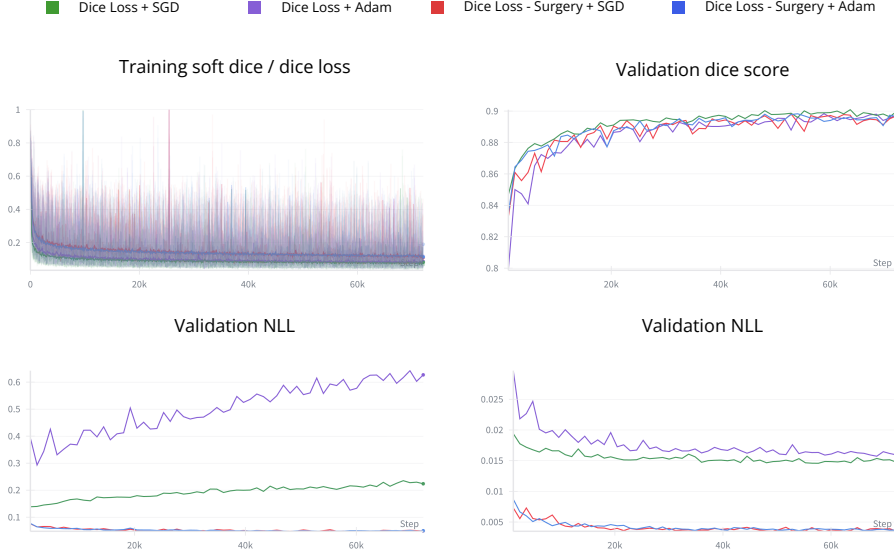 Dice Loss + SGD Dice Loss + Adam Dice Loss - Surgery + SGD Dice Loss - Surgery + Adam
Training soft dice / dice loss
1
0.8
0.6
0.4
0.2
0 20k 40k 60k
Step
Validation dice score
0.9
0.88
0.86
0.84
0.82
0.8
20k 40k 60k
Step
Validation NLL
0.6
0.5
0.4
0.3
0.2
0.1
20k 40k 60k
Step
Validation NLL
0.025
0.02
0.015
0.01
0.005
20k 40k 60k
Step